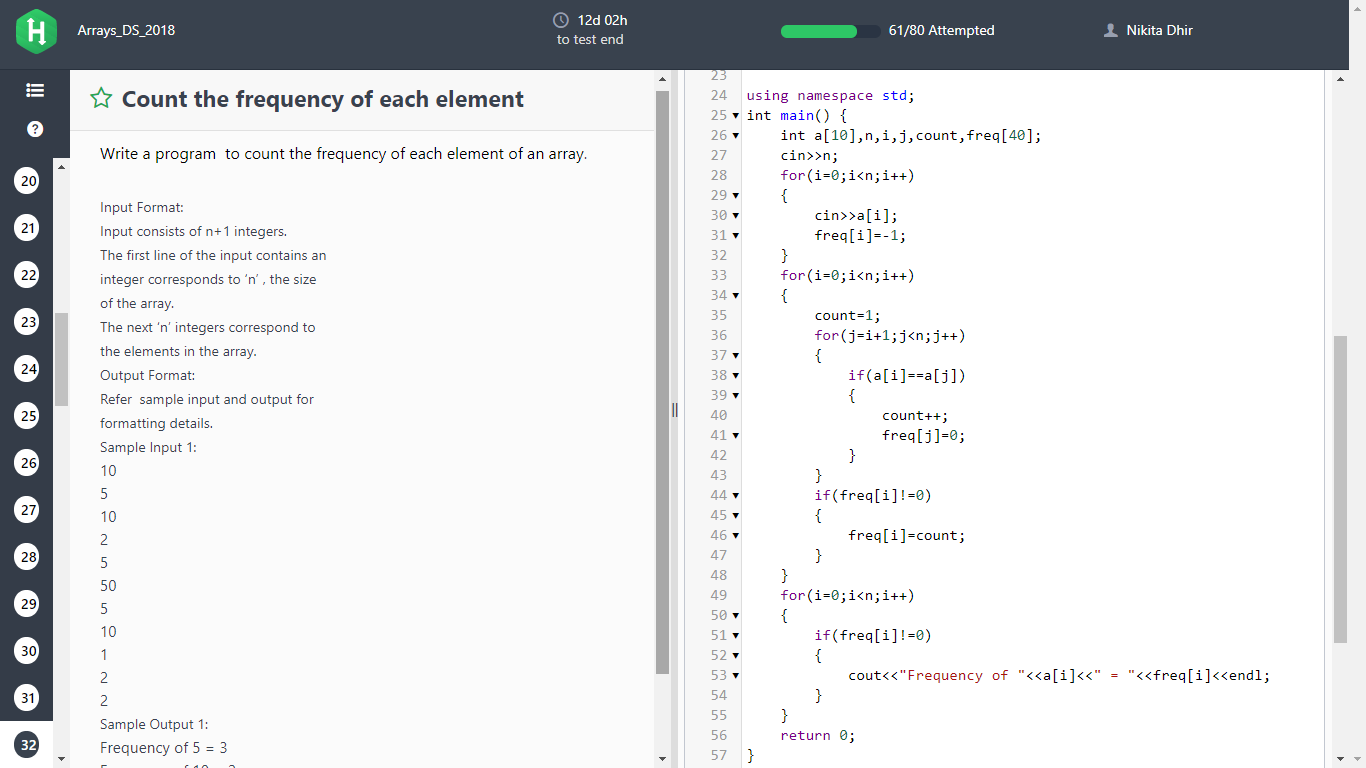 Arrays_DS_2018
12d 02h
to test end
61/80 Attempted
Nikita Dhir
?
20
21
22
23
24
25
26
27
28
29
30
31
32
Count the frequency of each element
Write a program  to count the frequency of each element of an array.
Input Format:
Input consists of n+1 integers.
The first line of the input contains an
integer corresponds to ‘n’ , the size
of the array.
The next ‘n’ integers correspond to
the elements in the array.
Output Format:
Refer  sample input and output for
formatting details.
Sample Input 1:
10
5
10
2
5
50
5
10
1
2
2
Sample Output 1:
Frequency of 5 = 3
23
24 using namespace std;
25 int main() {
26     int a[10],n,i,j,count,freq[40];
27     cin>>n;
28     for(i=0;i<n;i++)
29     {
30         cin>>a[i];
31         freq[i]=-1;
32     }
33     for(i=0;i<n;i++)
34     {
35         count=1;
36         for(j=i+1;j<n;j++)
37         {
38             if(a[i]==a[j])
39             {
40                 count++;
41                 freq[j]=0;
42             }
43         }
44         if(freq[i]!=0)
45         {
46             freq[i]=count;
47         }
48     }
49     for(i=0;i<n;i++)
50     {
51         if(freq[i]!=0)
52         {
53             cout<<"Frequency of "<<a[i]<<" = "<<freq[i]<<endl;
54         }
55     }
56     return 0;
57 }